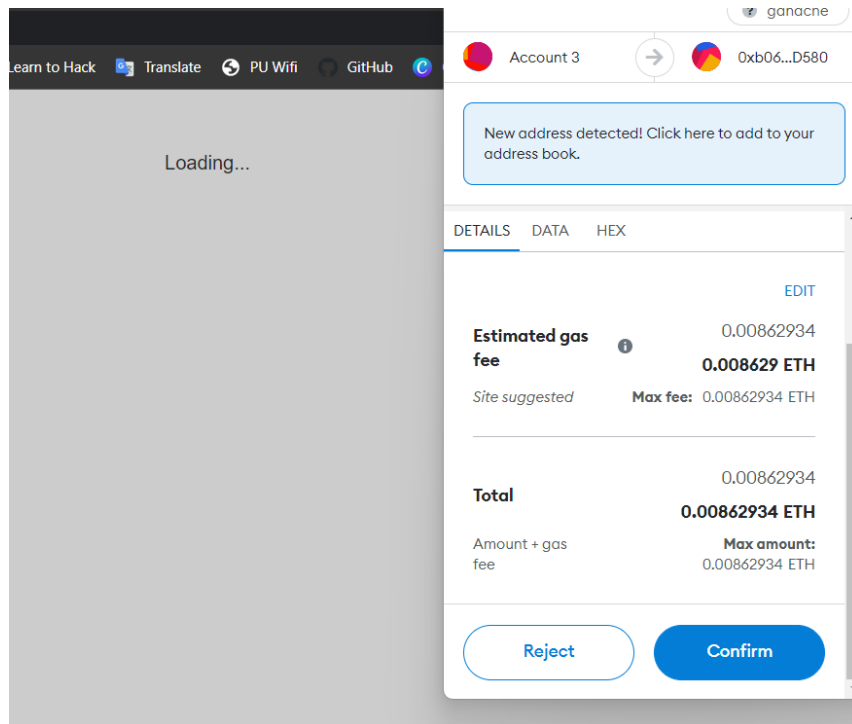 ganache
Learn to Hack Translate PU Wifi GitHub
Account 3 0xb06...D580
New address detected! Click here to add to your
address book.
Loading...
DETAILS DATA HEX
EDIT
Estimated gas
fee
0.00862934
0.008629 ETH
Site suggested Max fee: 0.00862934 ETH
Total
0.00862934
0.00862934 ETH
Amount + gas
fee
Max amount:
0.00862934 ETH
Reject Confirm